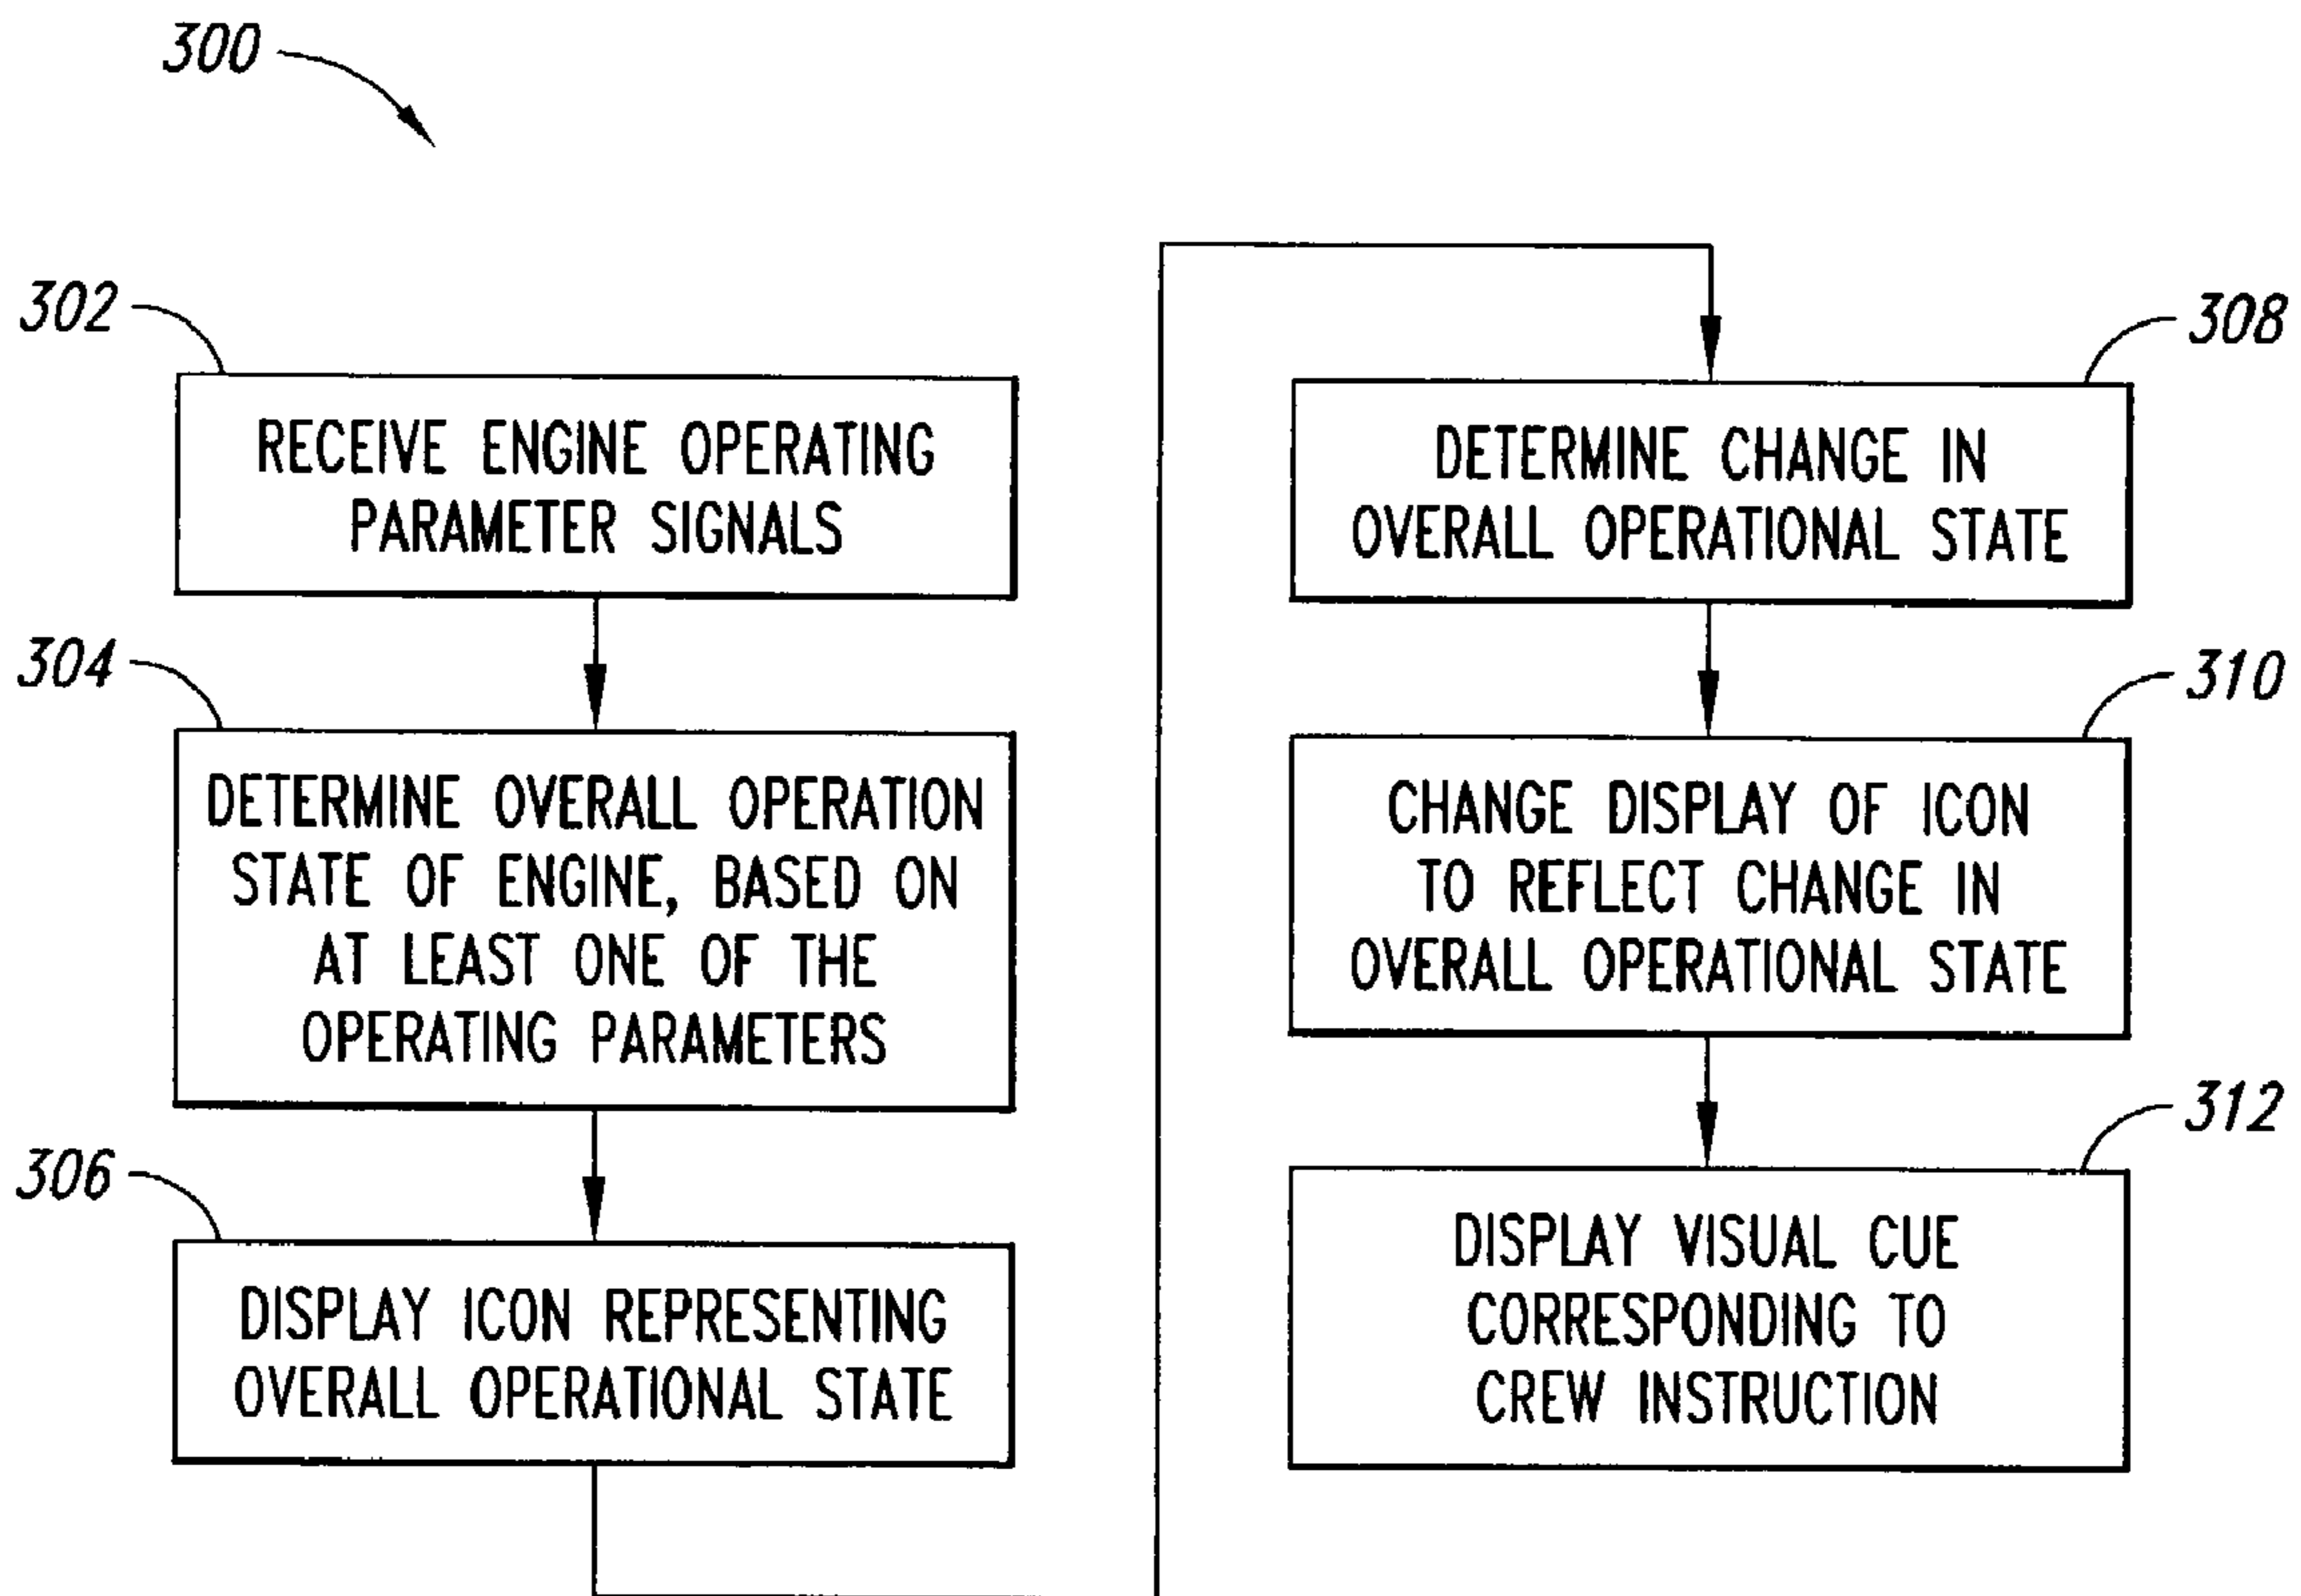 300
302
RECEIVE ENGINE OPERATING
PARAMETER SIGNALS
304
DETERMINE OVERALL OPERATION
STATE OF ENGINE, BASED ON
AT LEAST ONE OF THE
OPERATING PARAMETERS
306
DISPLAY ICON REPRESENTING
OVERALL OPERATIONAL STATE
308
DETERMINE CHANGE IN
OVERALL OPERATIONAL STATE
310
CHANGE DISPLAY OF ICON
TO REFLECT CHANGE IN
OVERALL OPERATIONAL STATE
312
DISPLAY VISUAL CUE
CORRESPONDING TO
CREW INSTRUCTION